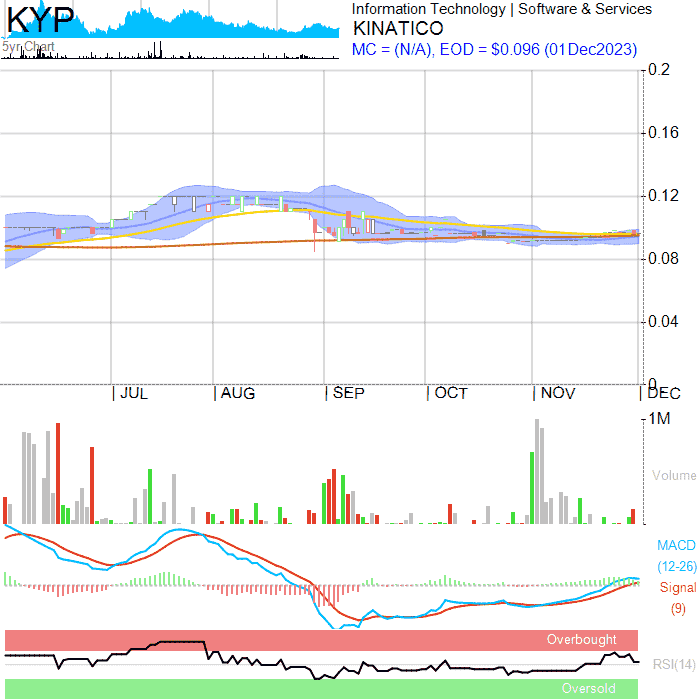 KYP
5yr Chart
Information Technology | Software & Services
KINATICO
MC = (N/A), EOD = $0.096 (01Dec2023)
0.2
0.16
0.12
0.08
0.04
0
JUL AUG SEP OCT NOV DEC
1M
Volume
MACD
(12-26)
Signal
(9)
Overbought
RSI(14)
Oversold